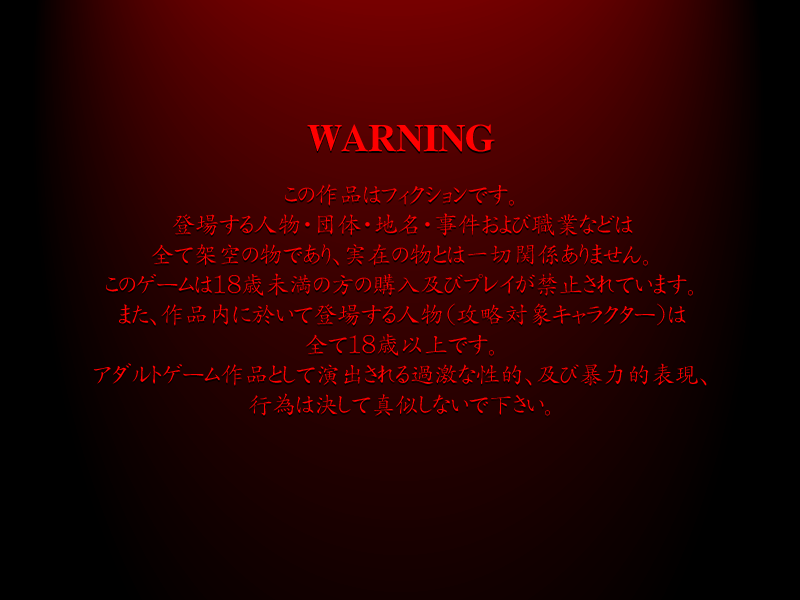 WARNING
この作品はフィクションです。
登場する人物・団体・地名・事件および職業などは
全て架空の物であり、実在の物とは一切関係ありません。
このゲームは18歳未満の方の購入及びプレイが禁止されています。
また、作品内に於いて登場する人物(攻略対象キャラクター)は
全て18歳以上です。
アダルトゲーム作品として演出される過激な性的、及び暴力的表現、
行為は決して真似しないで下さい。